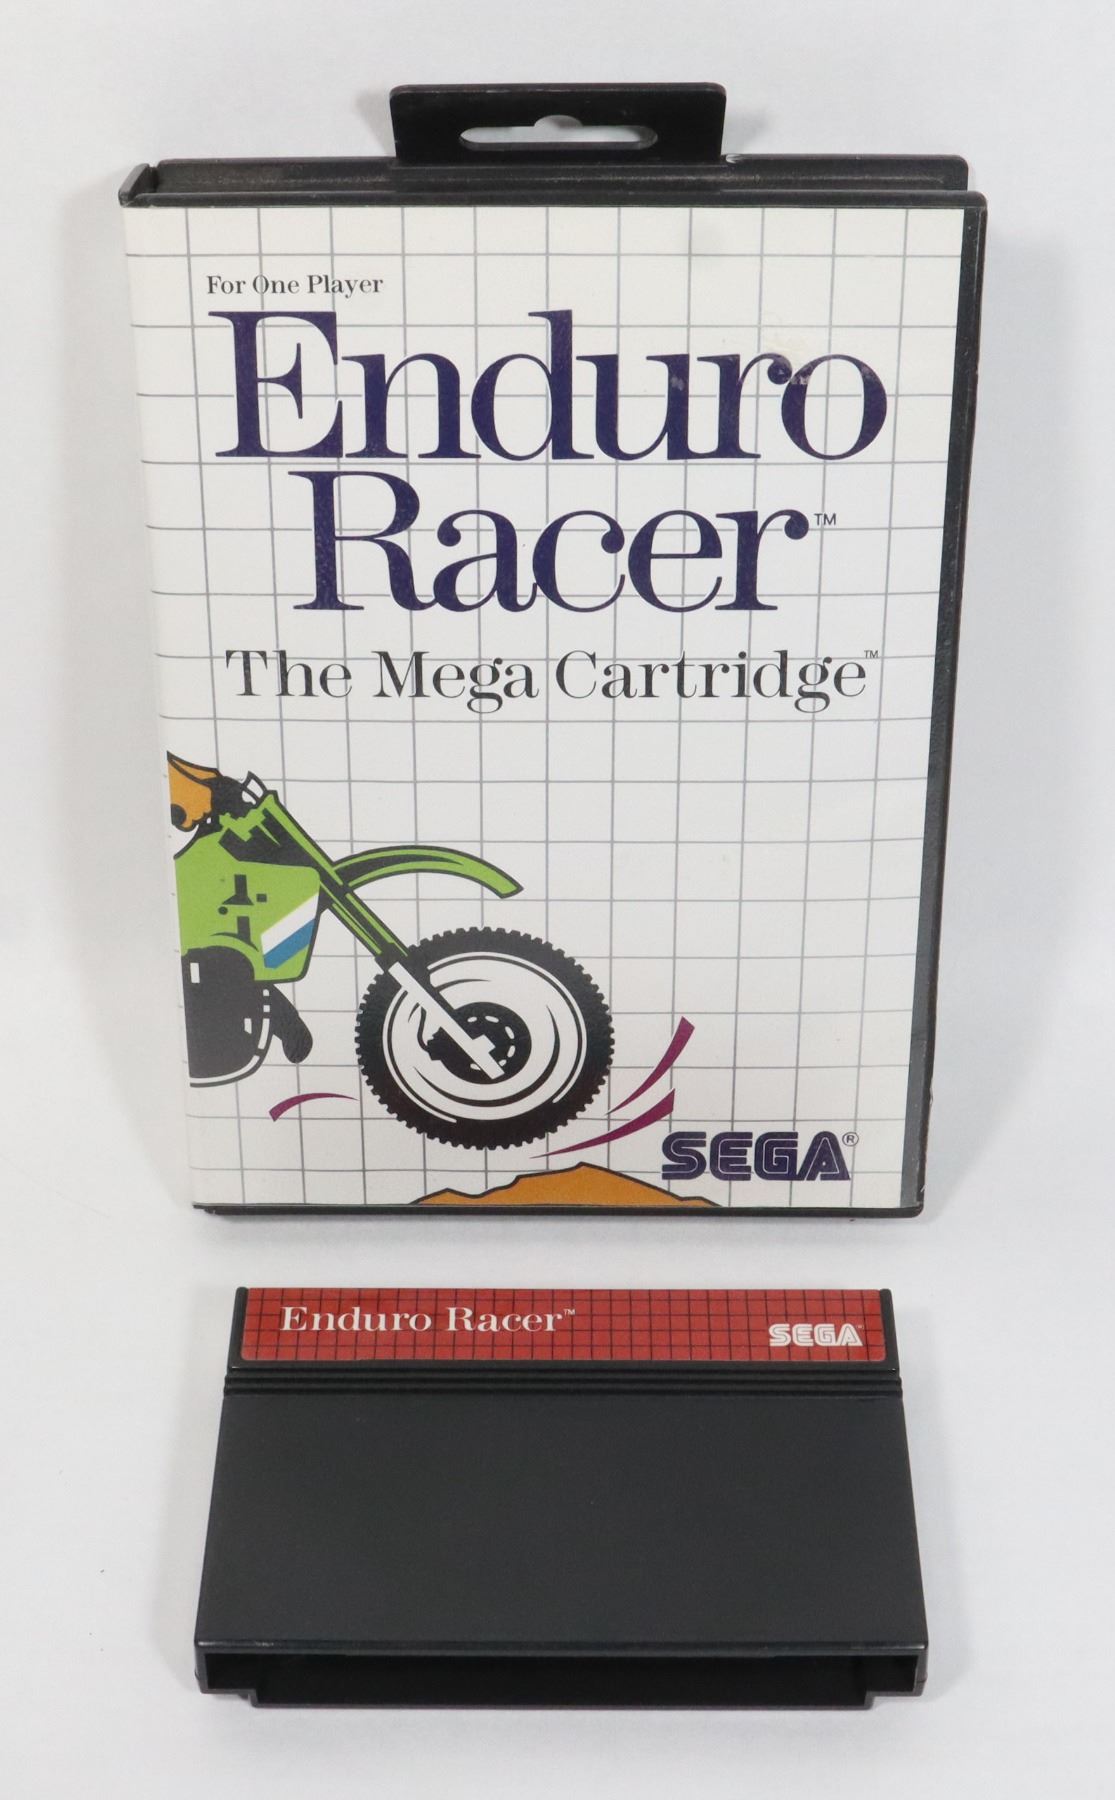 For One Player
Enduro
Racer™
The Mega Cartridge™
SEGA®
Enduro Racer™
SEGA